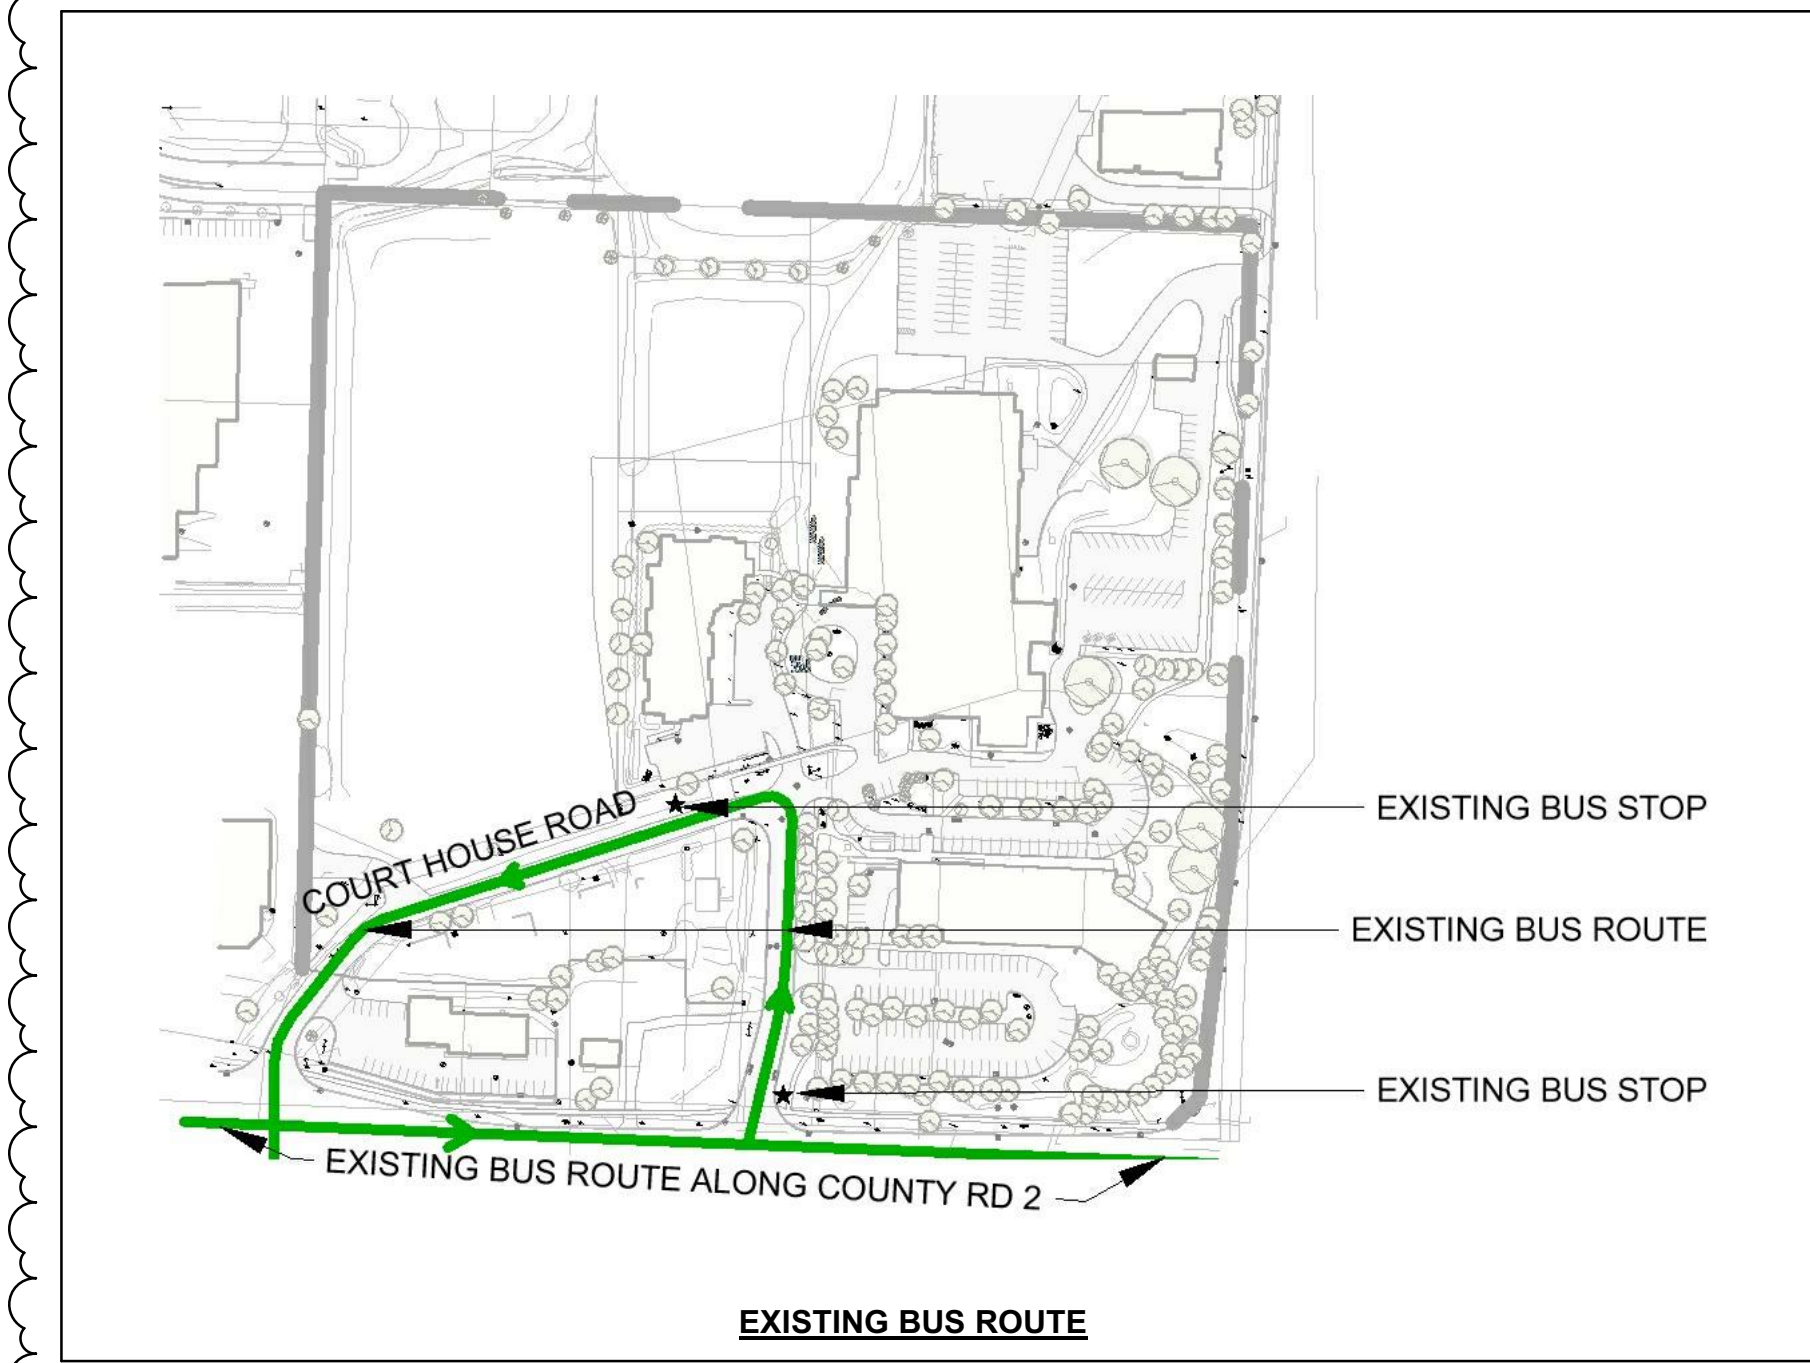 EXISTING BUS STOP
COURT HOUSE ROAD
EXISTING BUS ROUTE
EXISTING BUS STOP
EXISTING BUS ROUTE ALONG COUNTY RD 2
EXISTING BUS ROUTE